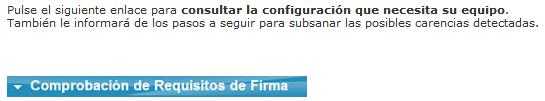 Pulse el siguiente enlace para consultar la configuración que necesita su equipo.
También le informará de los pasos a seguir para subsanar las posibles carencias detectadas.
Comprobación de Requisitos de Firma